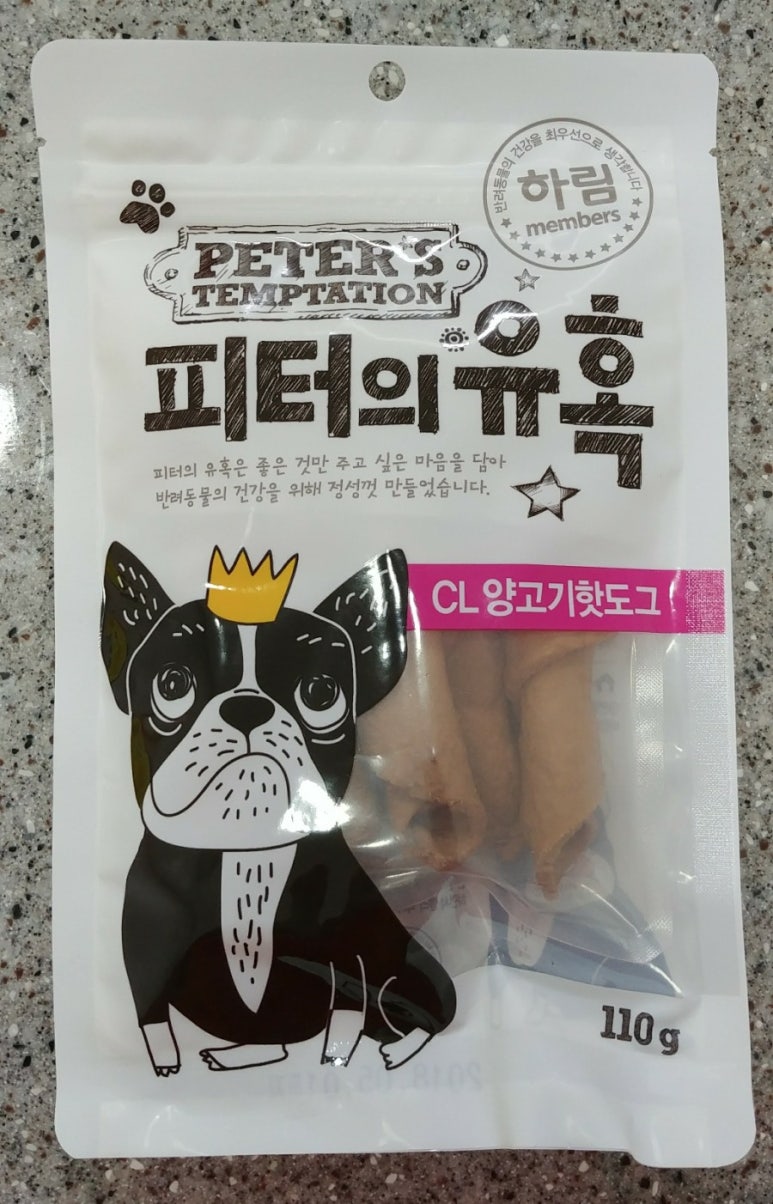 반려동물의 건강을 최우선으로 생각합니다
하림
members
PETER'S
TEMPTATION
피터의유혹
피터의 유혹은 좋은 것만 주고 싶은 마음을 담아
반려동물의 건강을 위해 정성껏 만들었습니다.
CL양고기핫도그
110g